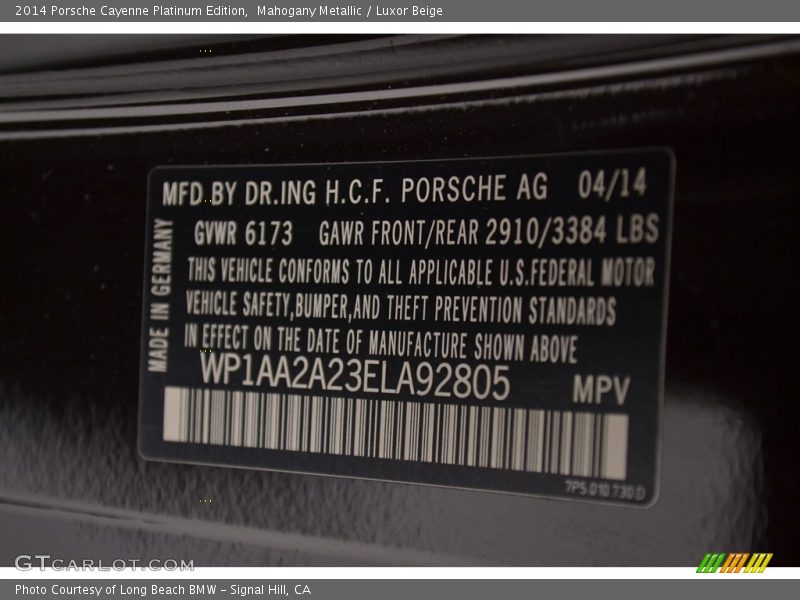 2014 Porsche Cayenne Platinum Edition,  Mahogany Metallic / Luxor Beige
MFD.BY DR.ING H.C.F. PORSCHE AG 04/14
GVWR 6173 GAWR FRONT/REAR 2910/3384 LBS
THIS VEHICLE CONFORMS TO ALL APPLICABLE U.S.FEDERAL MOTOR
VEHICLE SAFETY,BUMPER,AND THEFT PREVENTION STANDARDS
IN EFFECT ON THE DATE OF MANUFACTURE SHOWN ABOVE
MADE IN GERMANY
WP1AA2A23ELA92805 MPV
7P5.010.730.D
GTCARLOT.COM
Photo Courtesy of Long Beach BMW – Signal Hill, CA